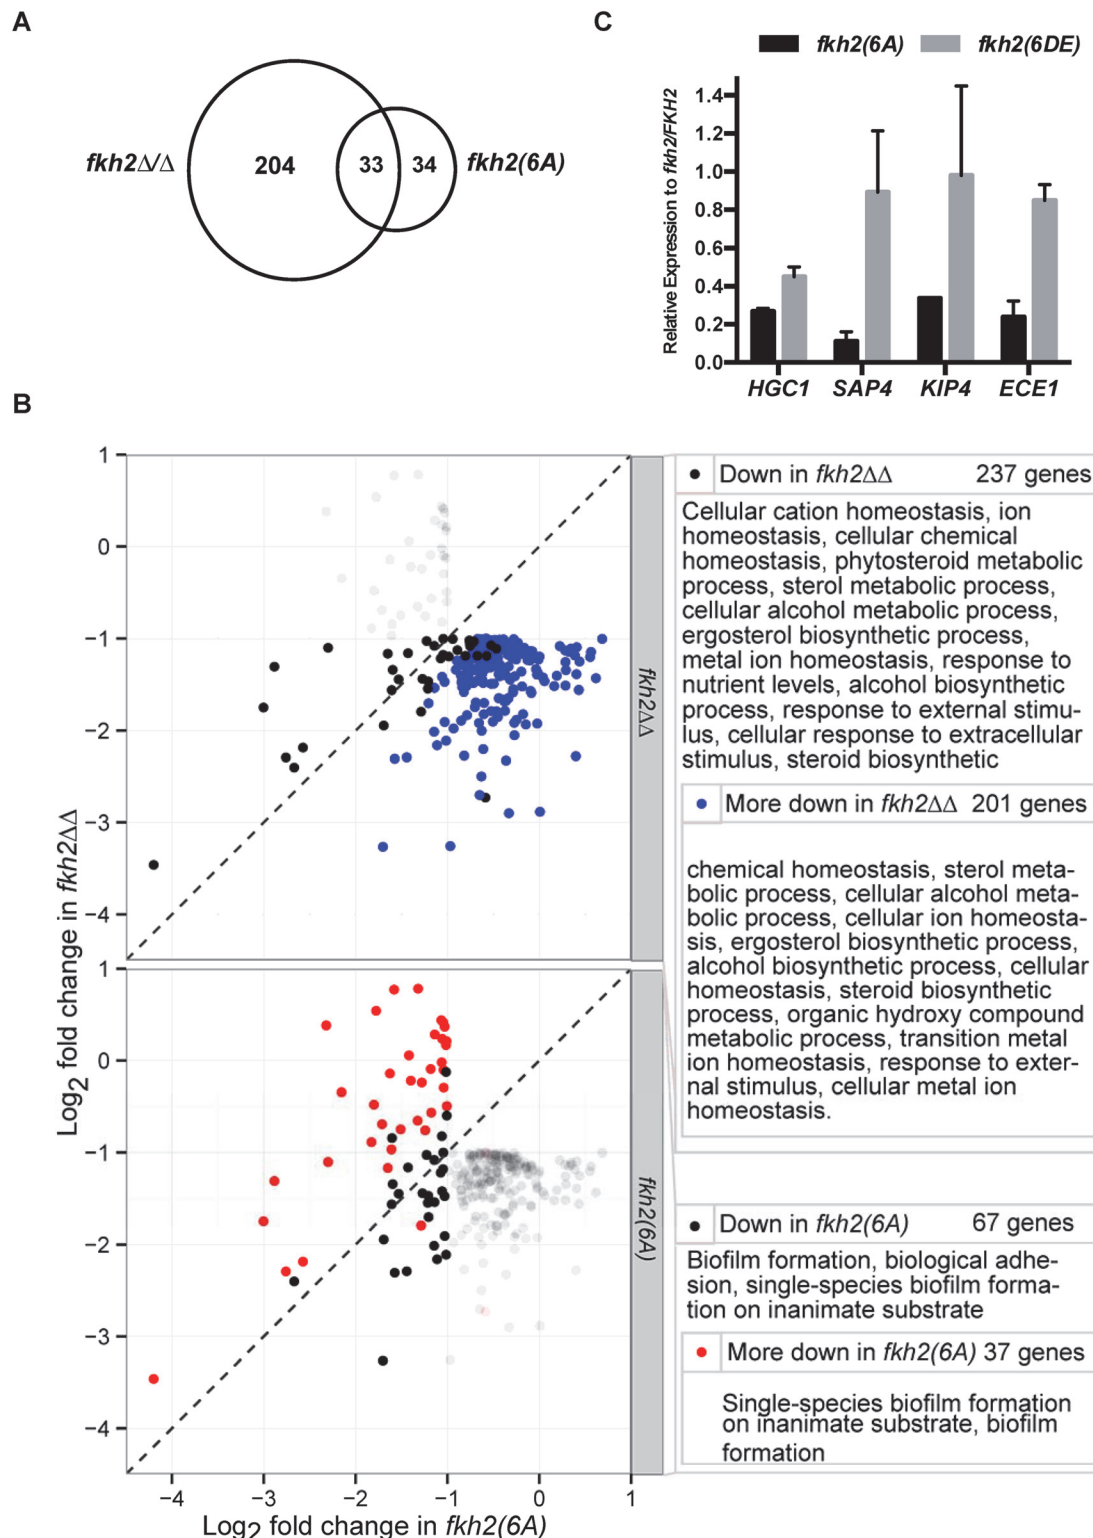 A
fkh2Δ/Δ
204
33
34
fkh2(6A)
C
fkh2(6A)
fkh2(6DE)
Relative Expression to fkh2/FKH2
1.4
1.2
1.0
0.8
0.6
0.4
0.2
0.0
HGC1
SAP4
KIP4
ECE1
B
Log2 fold change in fkh2ΔΔ
1
0
−1
−2
−3
−4
fkh2ΔΔ
1
0
−1
−2
−3
−4
fkh2(6A)
−4
−3
−2
−1
0
1
Log2 fold change in fkh2(6A)
Down in fkh2ΔΔ 237 genes
Cellular cation homeostasis, ion
homeostasis, cellular chemical
homeostasis, phytosteroid metabolic
process, sterol metabolic process,
cellular alcohol metabolic process,
ergosterol biosynthetic process,
metal ion homeostasis, response to
nutrient levels, alcohol biosynthetic
process, response to external stimu-
lus, cellular response to extracellular
stimulus, steroid biosynthetic
More down in fkh2ΔΔ 201 genes
chemical homeostasis, sterol meta-
bolic process, cellular alcohol meta-
bolic process, cellular ion homeosta-
sis, ergosterol biosynthetic process,
alcohol biosynthetic process, cellular
homeostasis, steroid biosynthetic
process, organic hydroxy compound
metabolic process, transition metal
ion homeostasis, response to exter-
nal stimulus, cellular metal ion
homeostasis.
Down in fkh2(6A) 67 genes
Biofilm formation, biological adhe-
sion, single-species biofilm forma-
tion on inanimate substrate
More down in fkh2(6A) 37 genes
Single-species biofilm formation
on inanimate substrate, biofilm
formation